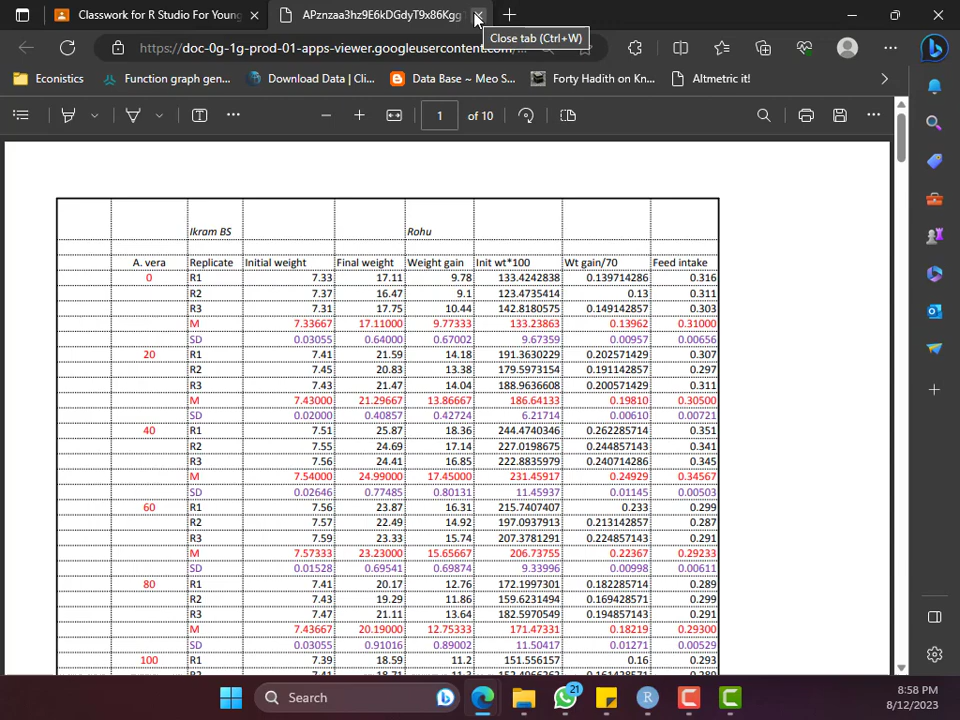 Classwork for R Studio For Young
APznzaa3hz9E6kDGdyT9x86Kgg
Close tab (Ctrl+W)
https://doc-0g-1g-prod-01-apps-viewer.googleusercontent.com/...
Econistics
Function graph gen...
Download Data | Cli...
Data Base ~ Meo S...
Forty Hadith on Kno...
Altmetric it!
1 of 10
Ikram BS Rohu
A. vera Replicate Initial weight Final weight Weight gain Init wt*100 Wt gain/70 Feed intake
0 R1 7.33 17.11 9.78 133.4242838 0.139714286 0.316
R2 7.37 16.47 9.1 123.4735414 0.13 0.311
R3 7.31 17.75 10.44 142.8180575 0.149142857 0.303
M 7.33667 17.11000 9.77333 133.23863 0.13962 0.31000
SD 0.03055 0.64000 0.67002 9.67359 0.00957 0.00656
20 R1 7.41 21.59 14.18 191.3630229 0.202571429 0.307
R2 7.45 20.83 13.38 179.5973154 0.191142857 0.297
R3 7.43 21.47 14.04 188.9636608 0.200571429 0.311
M 7.43000 21.29667 13.86667 186.64133 0.19810 0.30500
SD 0.02000 0.40857 0.42724 6.21714 0.00610 0.00721
40 R1 7.51 25.87 18.36 244.4740346 0.262285714 0.351
R2 7.55 24.69 17.14 227.0198675 0.244857143 0.341
R3 7.56 24.41 16.85 222.8835979 0.240714286 0.345
M 7.54000 24.99000 17.45000 231.45917 0.24929 0.34567
SD 0.02646 0.77485 0.80131 11.45937 0.01145 0.00503
60 R1 7.56 23.87 16.31 215.7407407 0.233 0.299
R2 7.57 22.49 14.92 197.0937913 0.213142857 0.287
R3 7.59 23.33 15.74 207.3781291 0.224857143 0.291
M 7.57333 23.23000 15.65667 206.73755 0.22367 0.29233
SD 0.01528 0.69541 0.69874 9.33996 0.00998 0.00611
80 R1 7.41 20.17 12.76 172.1997301 0.182285714 0.289
R2 7.43 19.29 11.86 159.6231494 0.169428571 0.299
R3 7.47 21.11 13.64 182.5970549 0.194857143 0.291
M 7.43667 20.19000 12.75333 171.47331 0.18219 0.29300
SD 0.03055 0.91016 0.89002 11.50417 0.01271 0.00529
100 R1 7.39 18.59 11.2 151.556157 0.16 0.293
Search
21
8:58 PM
8/12/2023